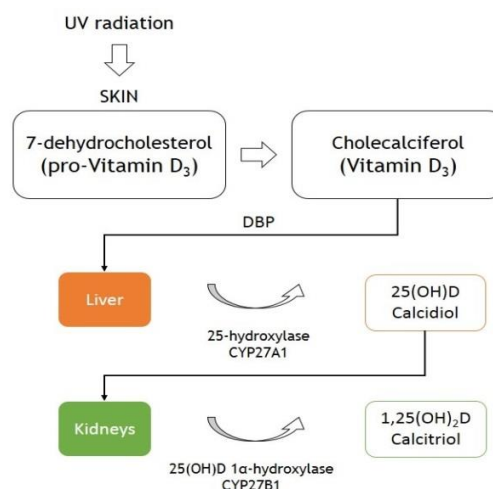 UV radiation
SKIN
7-dehydrocholesterol
(pro-Vitamin D₃)
Cholecalciferol
(Vitamin D₃)
DBP
Liver
25-hydroxylase
CYP27A1
25(OH)D
Calcidiol
Kidneys
25(OH)D 1α-hydroxylase
CYP27B1
1,25(OH)₂D
Calcitriol